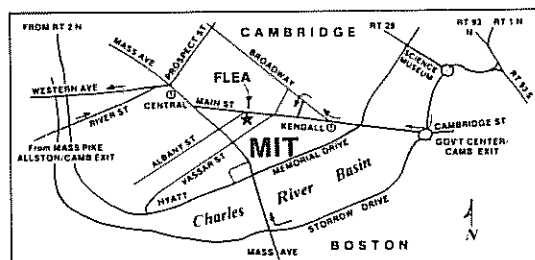 FROM RT 2 N
MASS AVE
PROSPECT ST
CAMBRIDGE
BROADWAY
RT 28
RT 93
N
RT 1 N
RT 93 S
SCIENCE
MUSEUM
WESTERN AVE
FLEA
CENTRAL
MAIN ST
RIVER ST
KENDALL
CAMBRIDGE ST
GOV'T CENTER/
CAMB EXIT
From MASS PIKE
ALLSTON/CAMB EXIT
ALBANY ST
VASSAR ST
MIT
MEMORIAL DRIVE
HYATT
Charles River Basin
STORROW DRIVE
MASS AVE
BOSTON
N